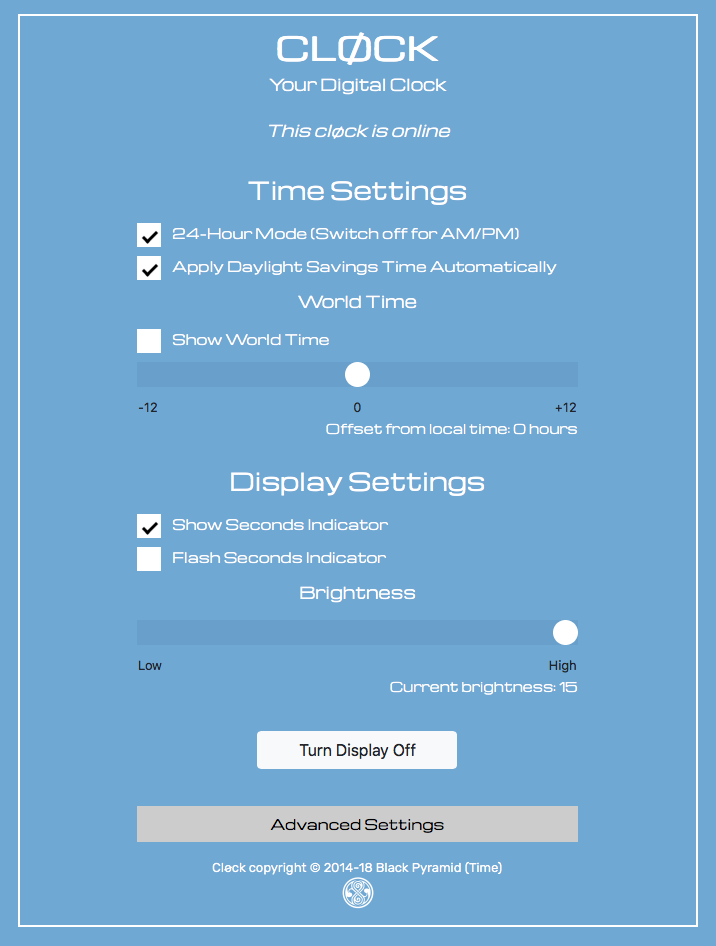 CLØCK
Your Digital Clock
This cløck is online
Time Settings
24-Hour Mode (Switch off for AM/PM)
Apply Daylight Savings Time Automatically
World Time
Show World Time
-12 0 +12
Offset from local time: 0 hours
Display Settings
Show Seconds Indicator
Flash Seconds Indicator
Brightness
Low High
Current brightness: 15
Turn Display Off
Advanced Settings
Cløck copyright © 2014-18 Black Pyramid (Time)